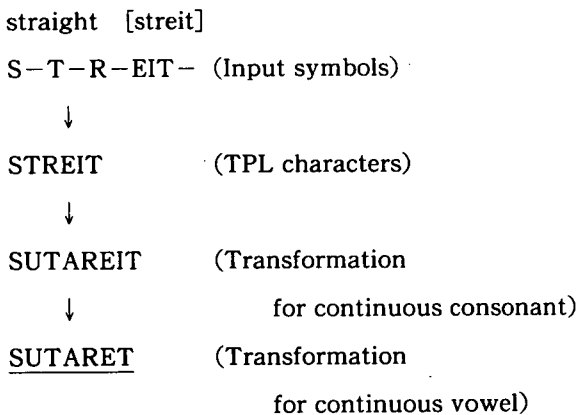 straight [streit]
S−T−R−EIT− (Input symbols)
↓
STREIT (TPL characters)
↓
SUTAREIT (Transformation
↓ for continuous consonant)
SUTARET (Transformation
for continuous vowel)